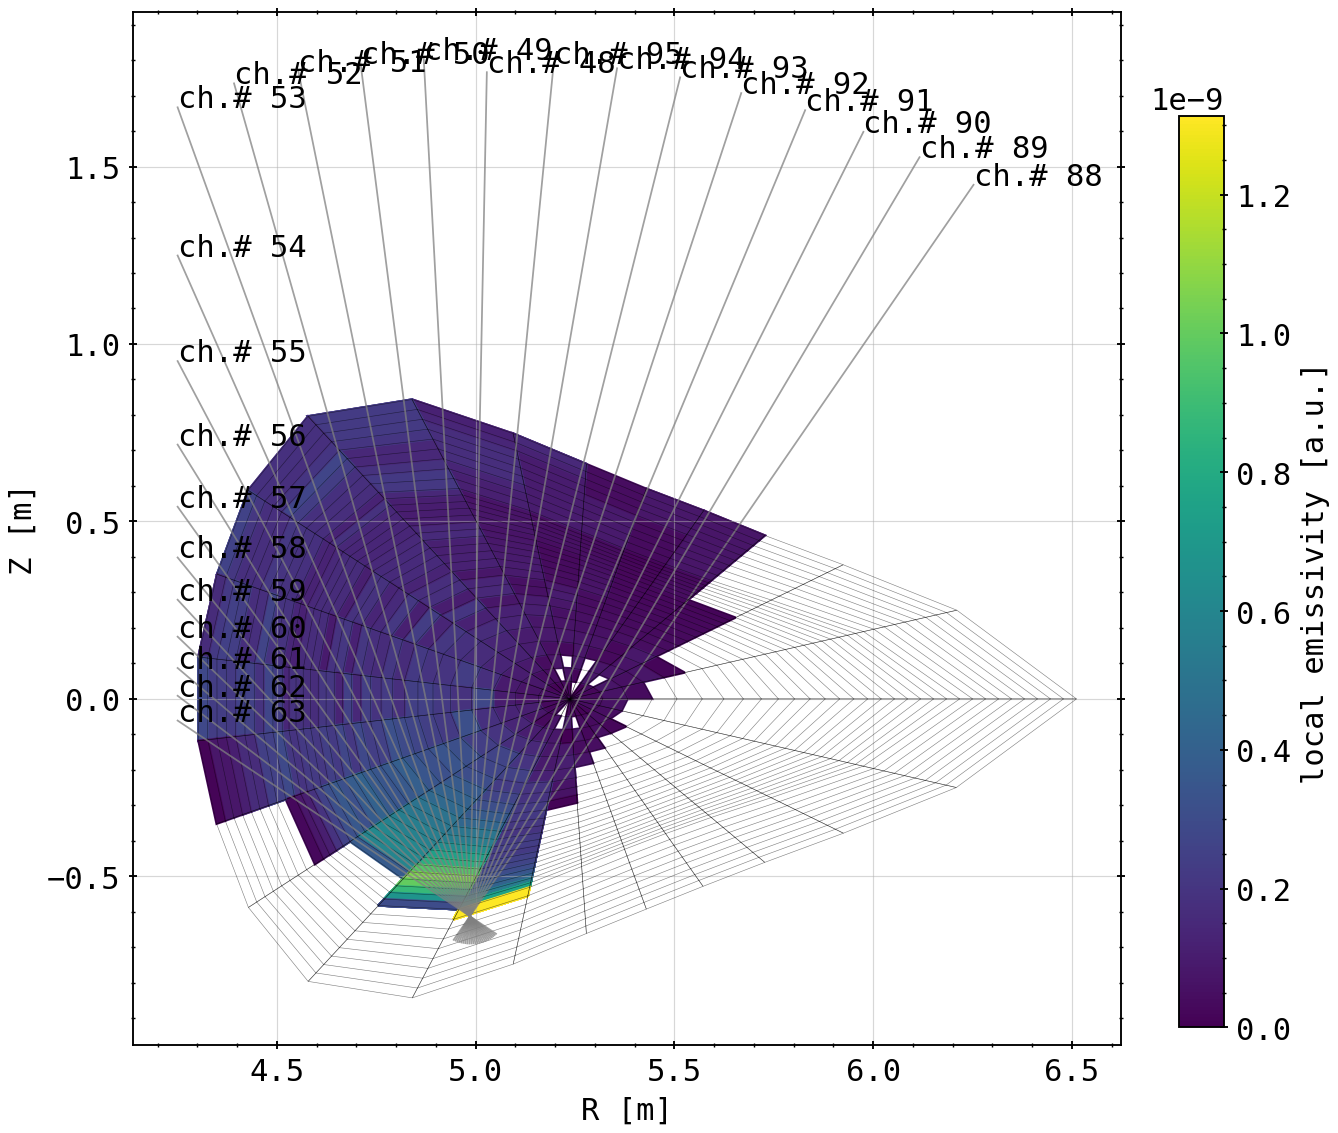 ch.# 49
ch.# 50
ch.# 51
ch.# 52
ch.# 53
ch.# 48
ch.# 95
ch.# 94
ch.# 93
ch.# 92
ch.# 91
ch.# 90
ch.# 89
ch.# 88
ch.# 54
ch.# 55
ch.# 56
ch.# 57
ch.# 58
ch.# 59
ch.# 60
ch.# 61
ch.# 62
ch.# 63
1.5
1.0
0.5
0.0
−0.5
Z [m]
4.5 5.0 5.5 6.0 6.5
R [m]
1e−9
1.2
1.0
0.8
0.6
0.4
0.2
0.0
local emissivity [a.u.]